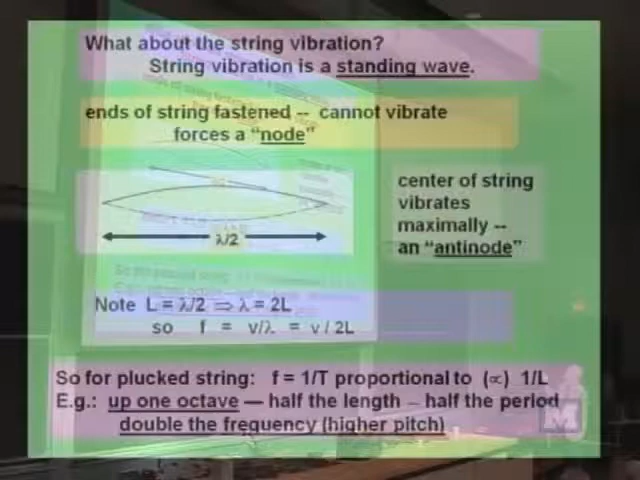 What about the string vibration?
String vibration is a standing wave.
ends of string fastened -- cannot vibrate
forces a “node”
center of string
vibrates
maximally --
an “antinode”
λ/2
Note L = λ/2 ⇒ λ = 2L
so f = v/λ = v / 2L
So for plucked string: f = 1/T proportional to (∝) 1/L
E.g.: up one octave — half the length – half the period
double the frequency (higher pitch)
M